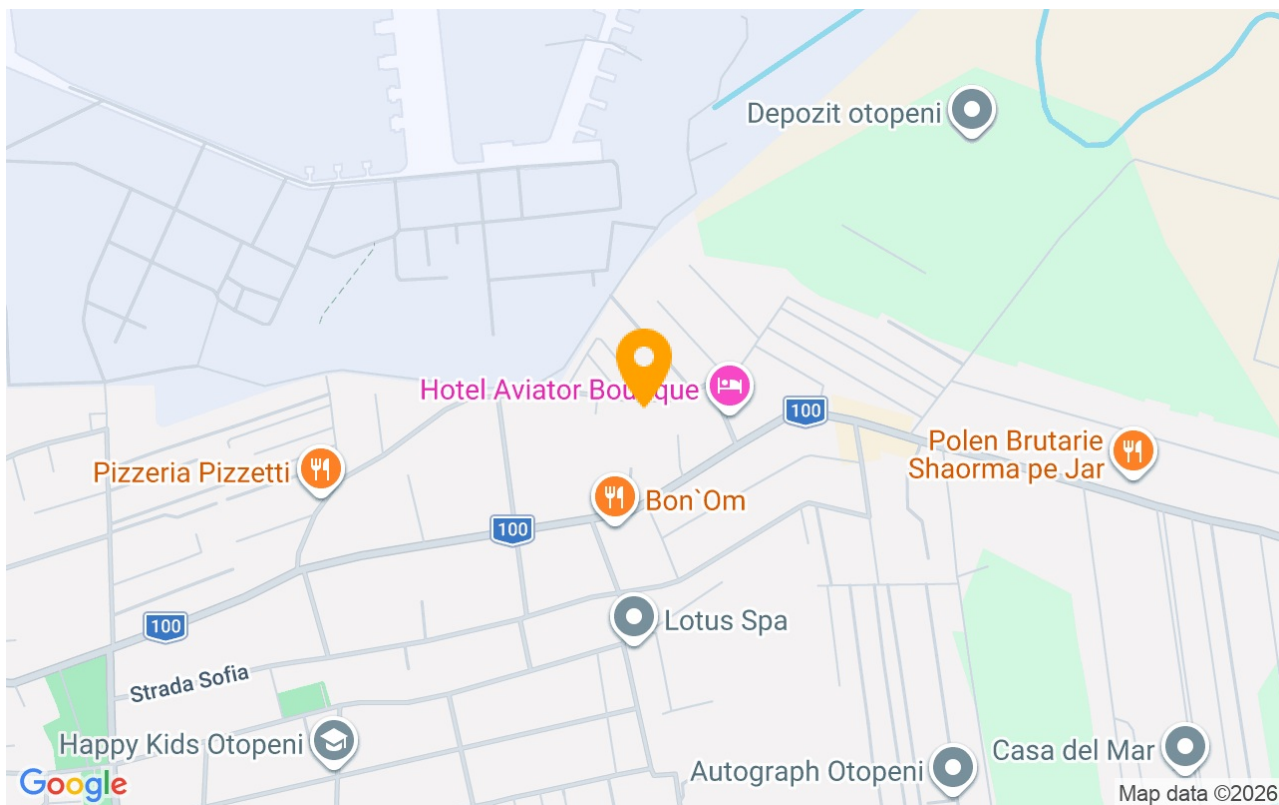 Depozit otopeni
Hotel Aviator Boutique
100
Polen Brutarie
Shaorma pe Jar
Pizzeria Pizzetti
Bon`Om
100
100
Lotus Spa
Strada Sofia
Happy Kids Otopeni
Casa del Mar
Autograph Otopeni
Google
Map data ©2026